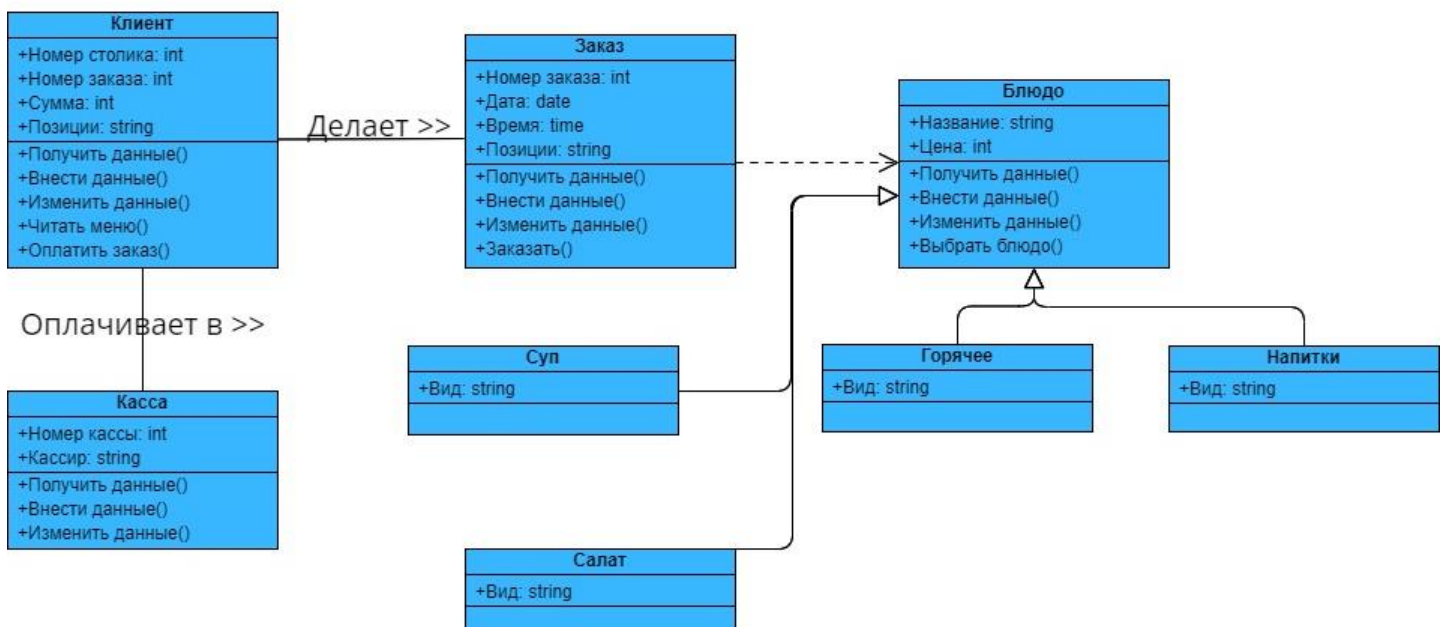 Клиент
+Номер столика: int
+Номер заказа: int
+Сумма: int
+Позиции: string
+Получить данные()
+Внести данные()
+Изменить данные()
+Читать меню()
+Оплатить заказ()
Делает >>
Заказ
+Номер заказа: int
+Дата: date
+Время: time
+Позиции: string
+Получить данные()
+Внести данные()
+Изменить данные()
+Заказать()
Блюдо
+Название: string
+Цена: int
+Получить данные()
+Внести данные()
+Изменить данные()
+Выбрать блюдо()
Оплачивает в >>
Суп
+Вид: string
Горячее
+Вид: string
Напитки
+Вид: string
Касса
+Номер кассы: int
+Кассир: string
+Получить данные()
+Внести данные()
+Изменить данные()
Салат
+Вид: string